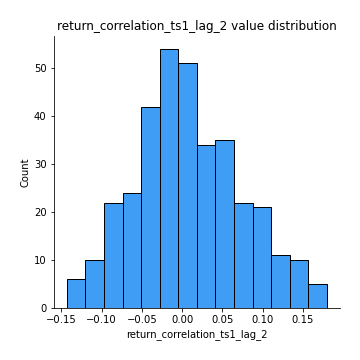 return_correlation_ts1_lag_2 value distribution
50
40
30
20
10
0
Count
−0.15 −0.10 −0.05 0.00 0.05 0.10 0.15
return_correlation_ts1_lag_2